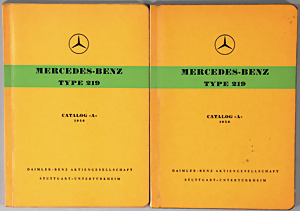 MERCEDES-BENZ
TYPE 219
CATALOG «A»
1956
DAIMLER-BENZ AKTIENGESELLSCHAFT
STUTTGART-UNTERTÜRKHEIM
MERCEDES-BENZ
TYPE 219
CATALOG «A»
DAIMLER-BENZ AKTIENGESELLSCHAFT
STUTTGART-UNTERTÜRKHEIM